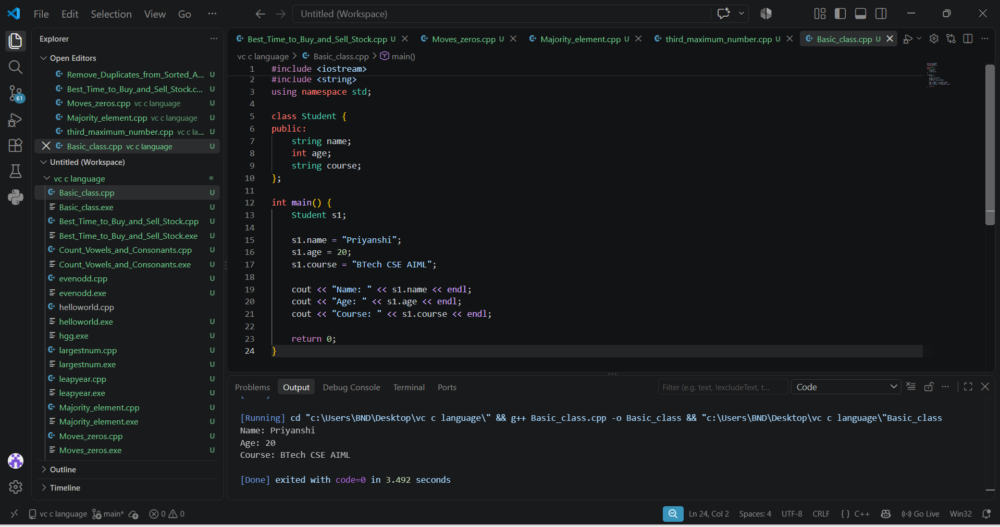 File Edit Selection View Go ···
Untitled (Workspace)
Explorer ···
Open Editors
Remove_Duplicates_from_Sorted_A... U
Best_Time_to_Buy_and_Sell_Stock.c... U
Moves_zeros.cpp vc c language U
Majority_element.cpp vc c language U
third_maximum_number.cpp vc c la... U
Basic_class.cpp vc c language U
Untitled (Workspace)
vc c language
Basic_class.cpp U
Basic_class.exe U
Best_Time_to_Buy_and_Sell_Stock.cpp U
Best_Time_to_Buy_and_Sell_Stock.exe U
Count_Vowels_and_Consonants.cpp U
Count_Vowels_and_Consonants.exe U
evenodd.cpp U
evenodd.exe U
helloworld.cpp
helloworld.exe U
hgg.exe U
largestnum.cpp U
largestnum.exe U
leapyear.cpp U
leapyear.exe U
Majority_element.cpp U
Majority_element.exe U
Moves_zeros.cpp U
Moves_zeros.exe U
Outline
Timeline
61
Best_Time_to_Buy_and_Sell_Stock.cpp U Moves_zeros.cpp U Majority_element.cpp U third_maximum_number.cpp U Basic_class.cpp U
vc c language > Basic_class.cpp > main()
1 #include <iostream>
2 #include <string>
3 using namespace std;
4
5 class Student {
6 public:
7 string name;
8 int age;
9 string course;
10 };
11
12 int main() {
13 Student s1;
14
15 s1.name = "Priyanshi";
16 s1.age = 20;
17 s1.course = "BTech CSE AIML";
18
19 cout << "Name: " << s1.name << endl;
20 cout << "Age: " << s1.age << endl;
21 cout << "Course: " << s1.course << endl;
22
23 return 0;
24 }
Problems Output Debug Console Terminal Ports
Filter (e.g. text, !excludeText, t... Code
[Running] cd "c:\Users\BND\Desktop\vc c language\" && g++ Basic_class.cpp -o Basic_class && "c:\Users\BND\Desktop\vc c language\"Basic_class
Name: Priyanshi
Age: 20
Course: BTech CSE AIML
[Done] exited with code=0 in 3.492 seconds
vc c language main* 0 0
Ln 24, Col 2 Spaces: 4 UTF-8 CRLF { } C++ Go Live Win32